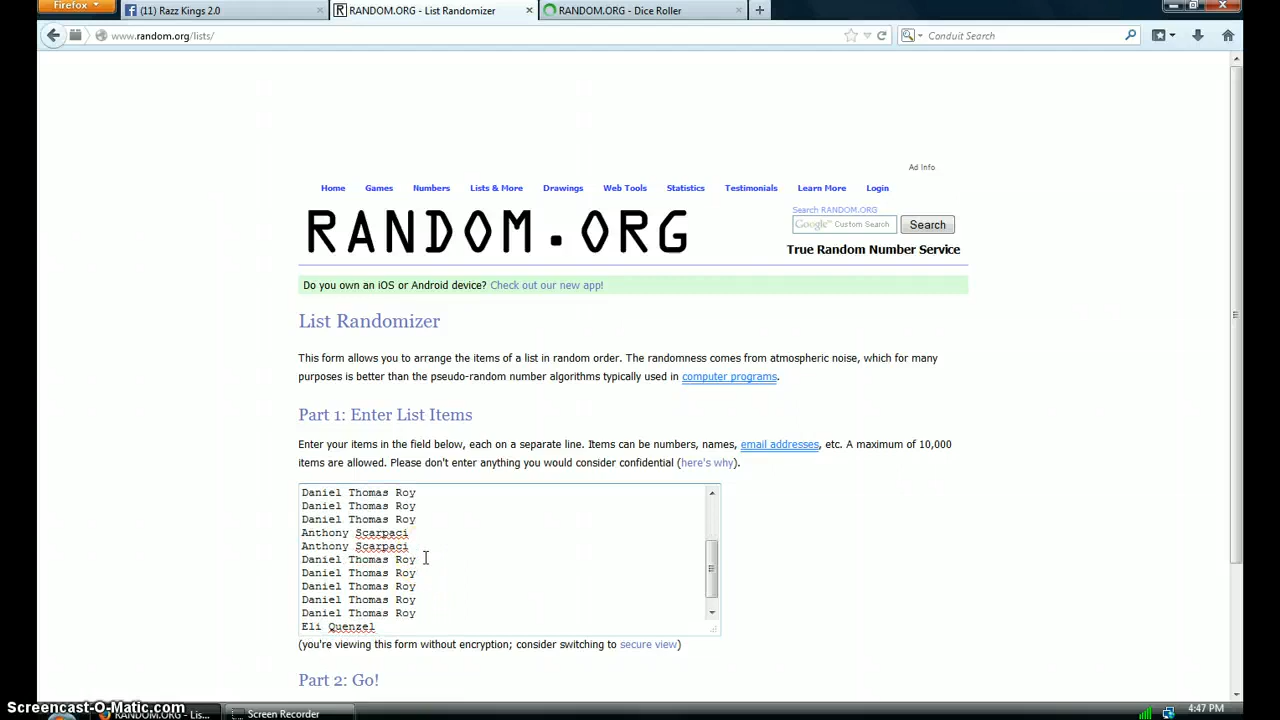 Firefox
(11) Razz Kings 2.0
RANDOM.ORG - List Randomizer
RANDOM.ORG - Dice Roller
www.random.org/lists/
Conduit Search
Ad Info
Home Games Numbers Lists & More Drawings Web Tools Statistics Testimonials Learn More Login
Search RANDOM.ORG
RANDOM.ORG
Google™ Custom Search
Search
True Random Number Service
Do you own an iOS or Android device? Check out our new app!
List Randomizer
This form allows you to arrange the items of a list in random order. The randomness comes from atmospheric noise, which for many
purposes is better than the pseudo-random number algorithms typically used in computer programs.
Part 1: Enter List Items
Enter your items in the field below, each on a separate line. Items can be numbers, names, email addresses, etc. A maximum of 10,000
items are allowed. Please don't enter anything you would consider confidential (here's why).
Daniel Thomas Roy
Daniel Thomas Roy
Daniel Thomas Roy
Anthony Scarpaci
Anthony Scarpaci
Daniel Thomas Roy
Daniel Thomas Roy
Daniel Thomas Roy
Daniel Thomas Roy
Daniel Thomas Roy
Eli Quenzel
(you're viewing this form without encryption; consider switching to secure view)
Part 2: Go!
Screencast-O-Matic.com
RANDOM.ORG - Lis...
Screen Recorder
4:47 PM